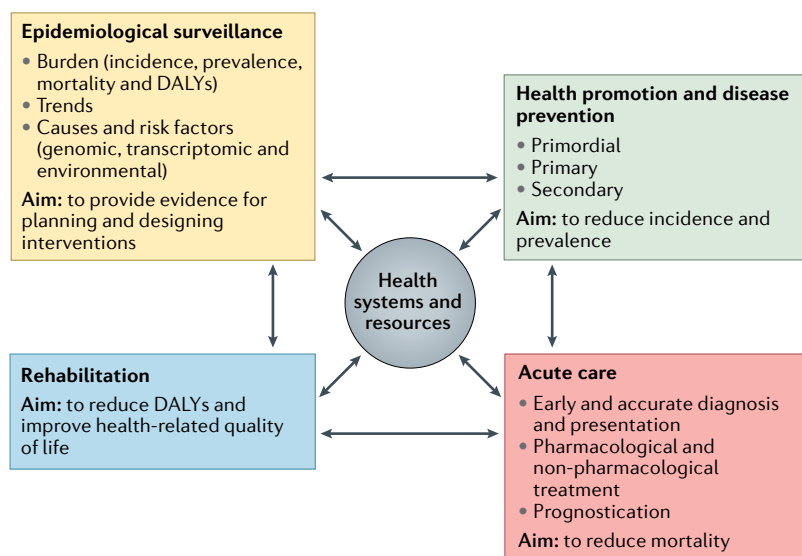 Epidemiological surveillance
• Burden (incidence, prevalence,
mortality and DALYs)
• Trends
• Causes and risk factors
(genomic, transcriptomic and
environmental)
Aim: to provide evidence for
planning and designing
interventions
Health promotion and disease
prevention
• Primordial
• Primary
• Secondary
Aim: to reduce incidence and
prevalence
Health
systems and
resources
Rehabilitation
Aim: to reduce DALYs and
improve health-related quality
of life
Acute care
• Early and accurate diagnosis
and presentation
• Pharmacological and
non-pharmacological
treatment
• Prognostication
Aim: to reduce mortality